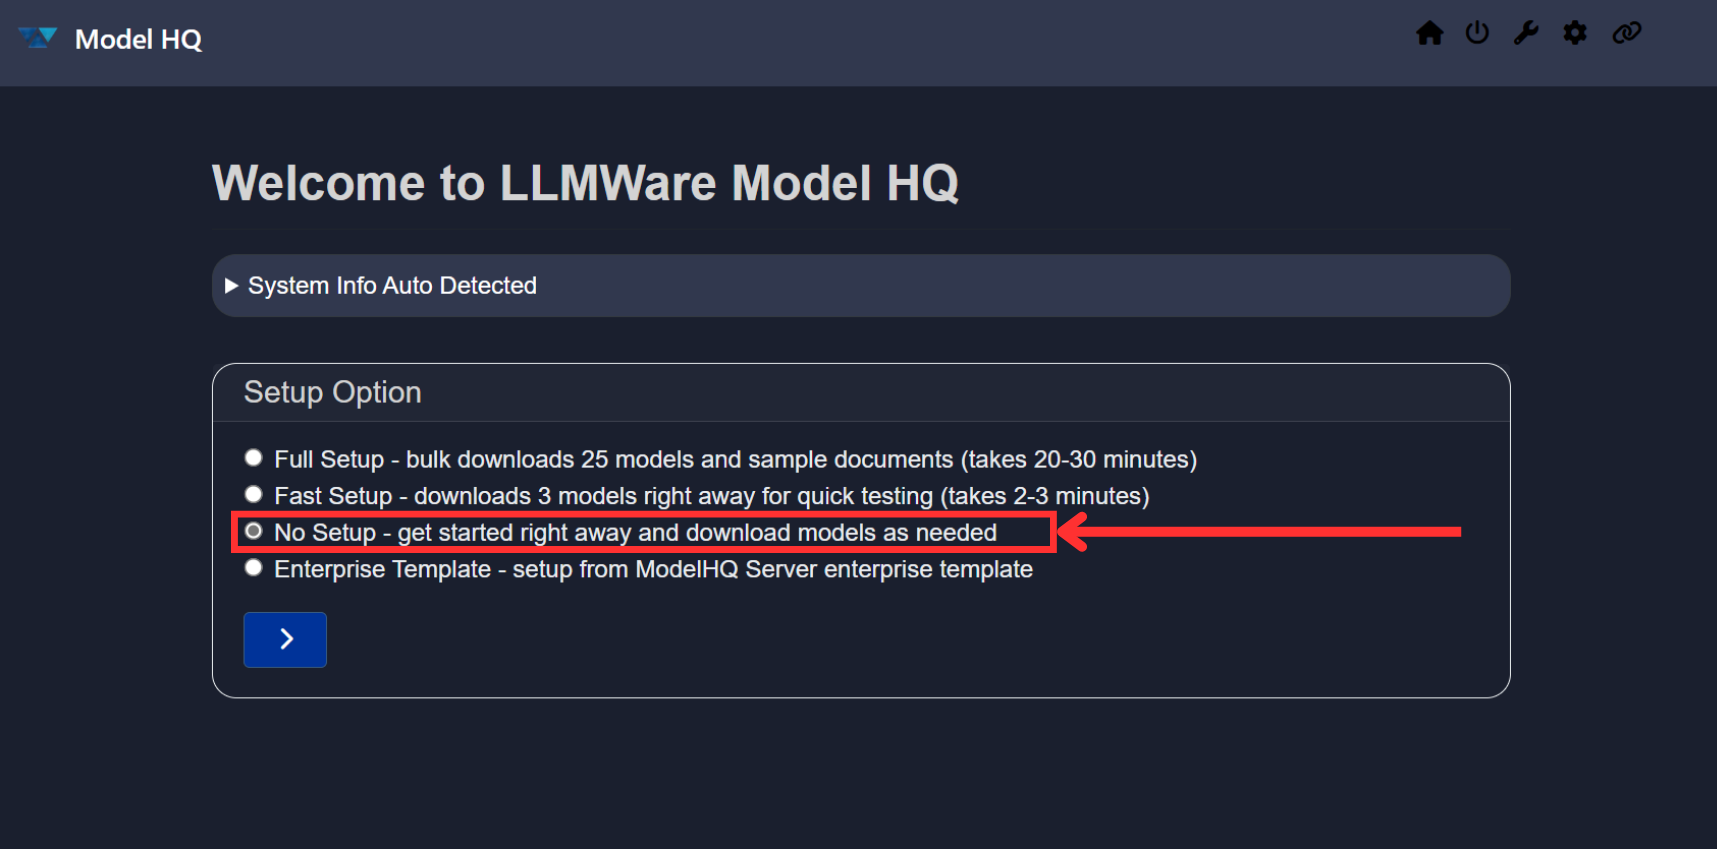 Model HQ
Welcome to LLMWare Model HQ
System Info Auto Detected
Setup Option
Full Setup - bulk downloads 25 models and sample documents (takes 20-30 minutes)
Fast Setup - downloads 3 models right away for quick testing (takes 2-3 minutes)
No Setup - get started right away and download models as needed
Enterprise Template - setup from ModelHQ Server enterprise template